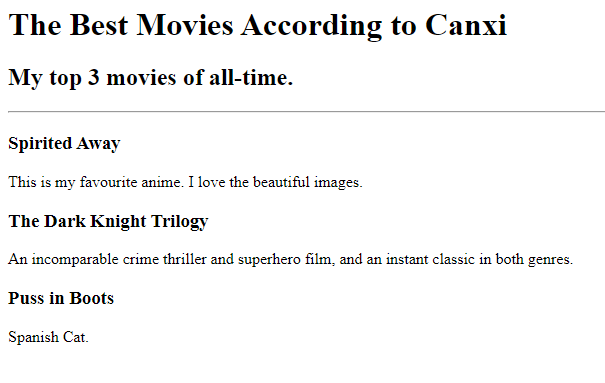 The Best Movies According to Canxi
My top 3 movies of all-time.
Spirited Away
This is my favourite anime. I love the beautiful images.
The Dark Knight Trilogy
An incomparable crime thriller and superhero film, and an instant classic in both genres.
Puss in Boots
Spanish Cat.